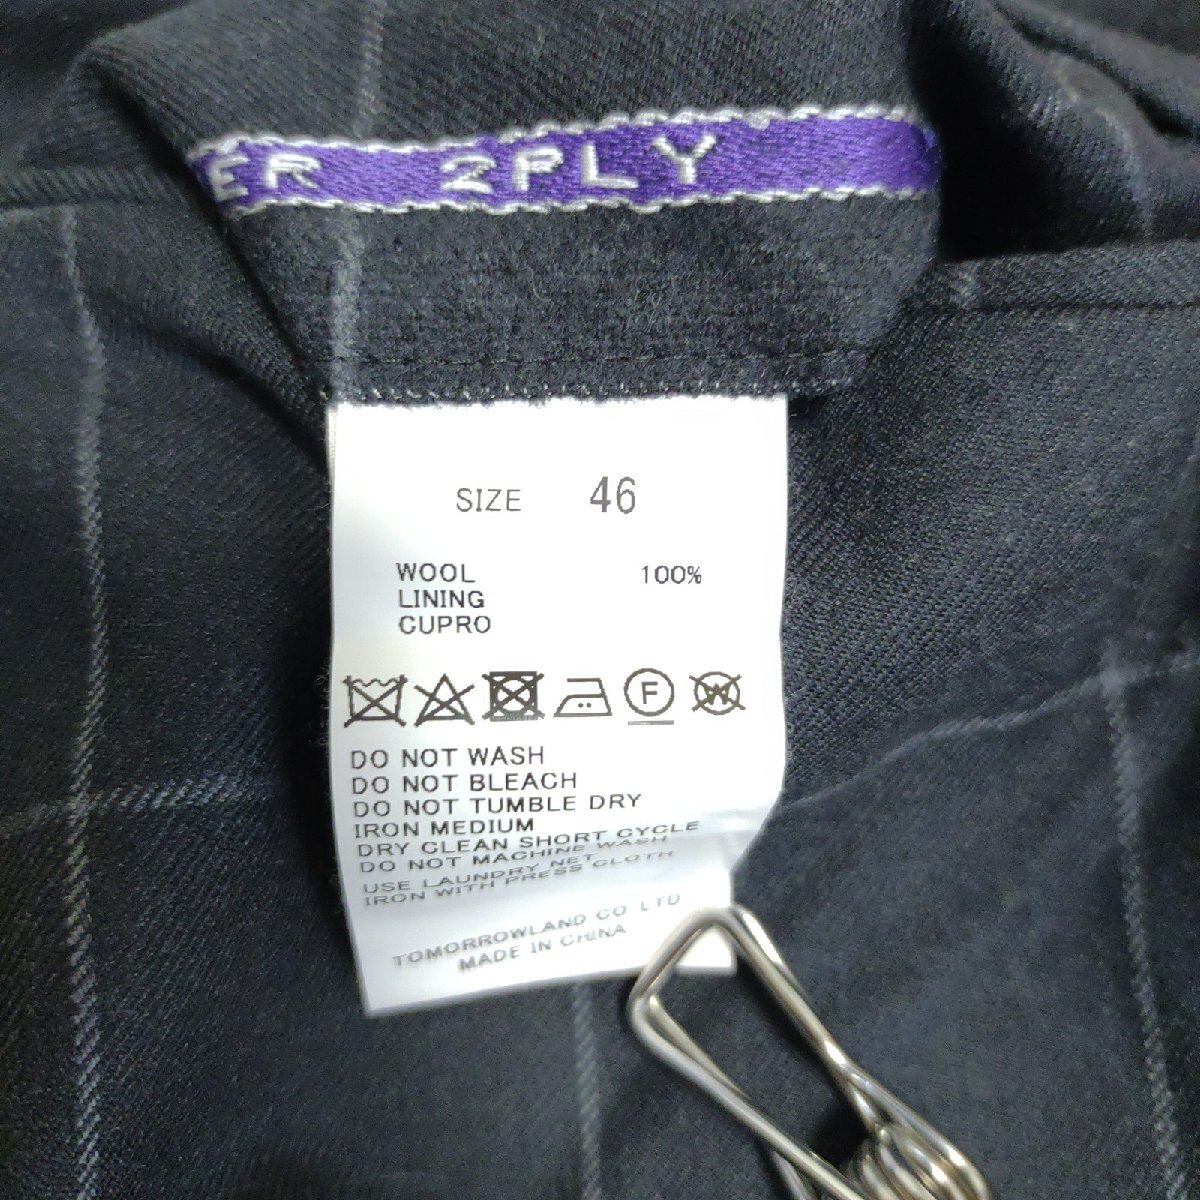 ER 2PLY
SIZE 46
WOOL 100%
LINING
CUPRO
F W
DO NOT WASH
DO NOT BLEACH
DO NOT TUMBLE DRY
IRON MEDIUM
DRY CLEAN SHORT CYCLE
DO NOT MACHINE WASH
USE LAUNDRY NET
IRON WITH PRESS CLOTH
TOMORROWLAND CO LTD
MADE IN CHINA